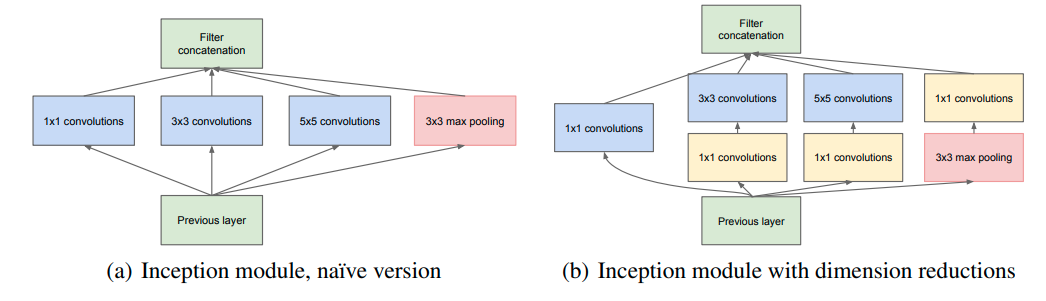 Filter
concatenation
1x1 convolutions
3x3 convolutions
5x5 convolutions
3x3 max pooling
Previous layer
(a) Inception module, naïve version
Filter
concatenation
3x3 convolutions
5x5 convolutions
1x1 convolutions
1x1 convolutions
1x1 convolutions
1x1 convolutions
3x3 max pooling
Previous layer
(b) Inception module with dimension reductions